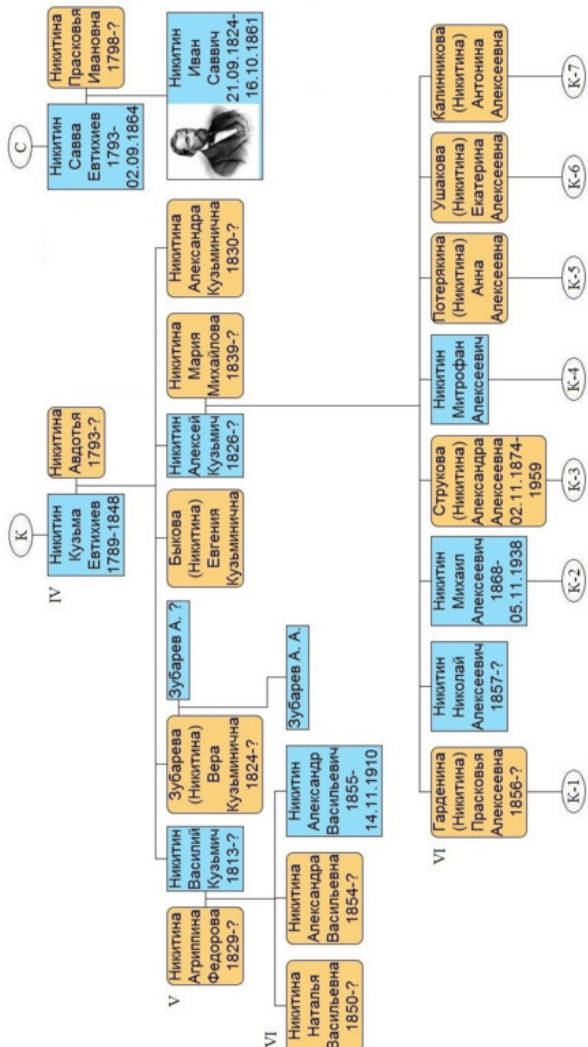 К
С
IV
Никитин
Кузьма
Евтихиев
1789-1848
Никитина
Авдотья
1793-?
Никитин
Савва
Евтихиев
1793-
02.09.1864
Никитина
Прасковья
Ивановна
1798-?
V
Никитина
Агриппина
Федорова
1829-?
Никитин
Василий
Кузьмич
1813-?
Зубарева
(Никитина)
Вера
Кузьминична
1824-?
Зубарев А. ?
Быкова
(Никитина)
Евгения
Кузьминична
Никитин
Алексей
Кузьмич
1826-?
Никитина
Мария
Михайлова
1839-?
Никитина
Александра
Кузьминична
1830-?
Никитин
Иван
Саввич
21.09.1824-
16.10.1861
VI
Никитина
Наталья
Васильевна
1850-?
Никитина
Александра
Васильевна
1854-?
Никитин
Александр
Васильевич
1855-
14.11.1910
Зубарев А. А.
VI
Гарденина
(Никитина)
Прасковья
Алексеевна
1856-?
Никитин
Николай
Алексеевич
1857-?
Никитин
Михаил
Алексеевич
1868-
05.11.1938
Струкова
(Никитина)
Александра
Алексеевна
02.11.1874-
1959
Никитин
Митрофан
Алексеевич
Потерякина
(Никитина)
Анна
Алексеевна
Ушакова
(Никитина)
Екатерина
Алексеевна
Калинникова
(Никитина)
Антонина
Алексеевна
К-1
К-2
К-3
К-4
К-5
К-6
К-7